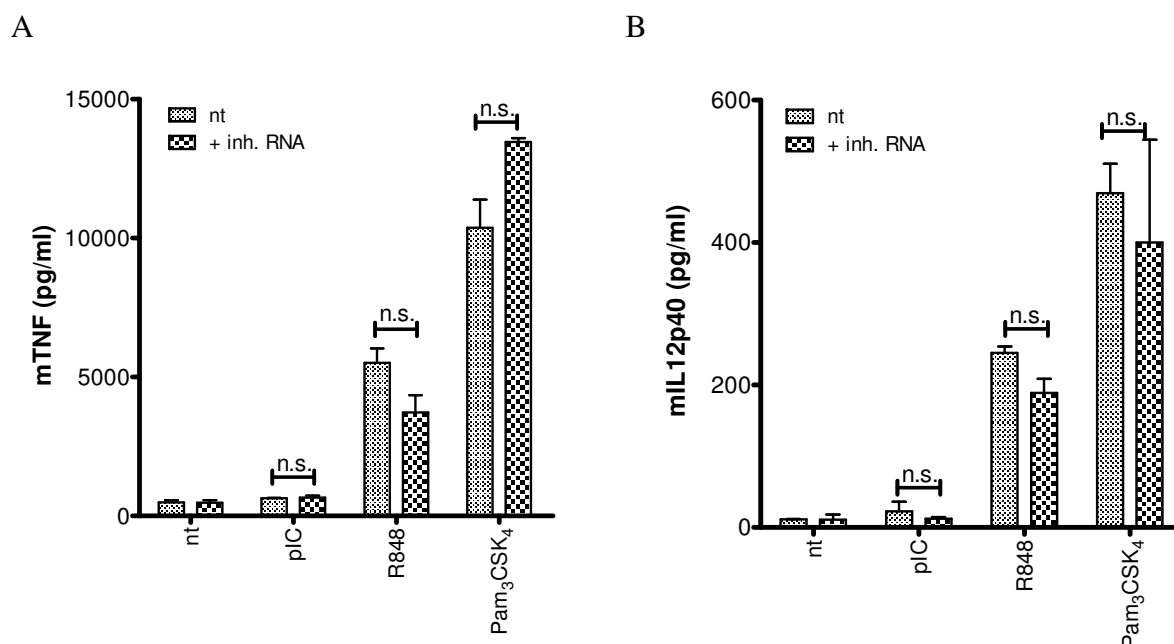 A
mTNF (pg/ml)
15000
10000
5000
0
nt
+ inh. RNA
n.s.
n.s.
n.s.
nt
pIC
R848
Pam₃CSK₄
B
mIL12p40 (pg/ml)
600
400
200
0
nt
+ inh. RNA
n.s.
n.s.
n.s.
nt
pIC
R848
Pam₃CSK₄